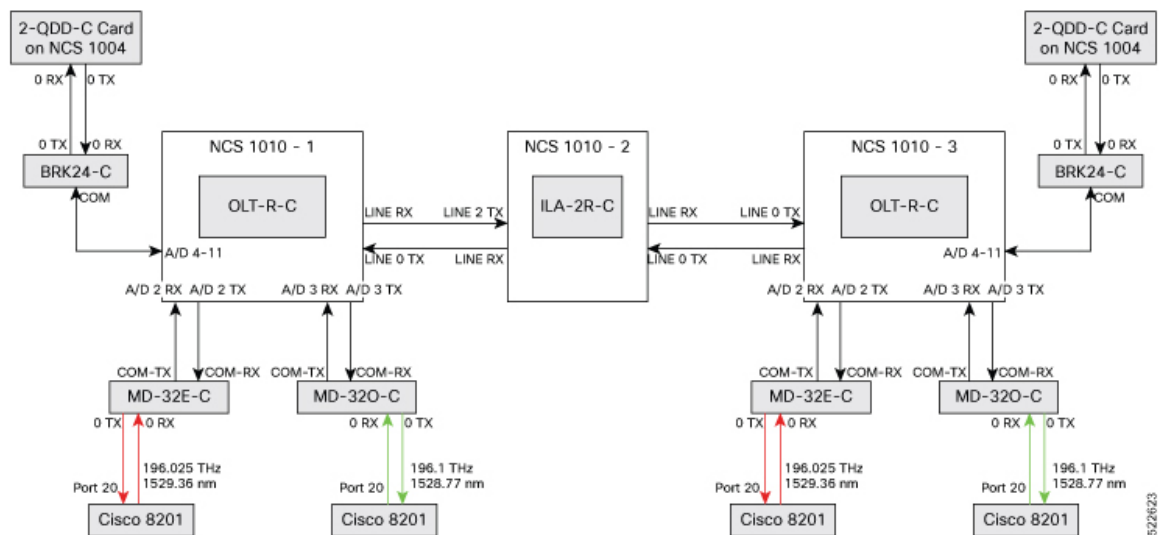 2-QDD-C Card
on NCS 1004
2-QDD-C Card
on NCS 1004
0 RX
0 TX
0 RX
0 TX
0 TX
0 RX
0 TX
0 RX
BRK24-C
BRK24-C
COM
COM
NCS 1010 - 1
NCS 1010 - 2
NCS 1010 - 3
OLT-R-C
ILA-2R-C
OLT-R-C
LINE RX
LINE 2 TX
LINE RX
LINE 0 TX
LINE 0 TX
LINE RX
LINE 0 TX
LINE RX
A/D 4-11
A/D 4-11
A/D 2 RX
A/D 2 TX
A/D 3 RX
A/D 3 TX
A/D 2 RX
A/D 2 TX
A/D 3 RX
A/D 3 TX
COM-TX
COM-RX
COM-TX
COM-RX
COM-TX
COM-RX
COM-TX
COM-RX
MD-32E-C
MD-32O-C
MD-32E-C
MD-32O-C
0 TX
0 RX
0 RX
0 TX
0 TX
0 RX
0 RX
0 TX
196.025 THz
1529.36 nm
196.1 THz
1528.77 nm
196.025 THz
1529.36 nm
196.1 THz
1528.77 nm
Port 20
Port 20
Port 20
Port 20
Cisco 8201
Cisco 8201
Cisco 8201
Cisco 8201
522623